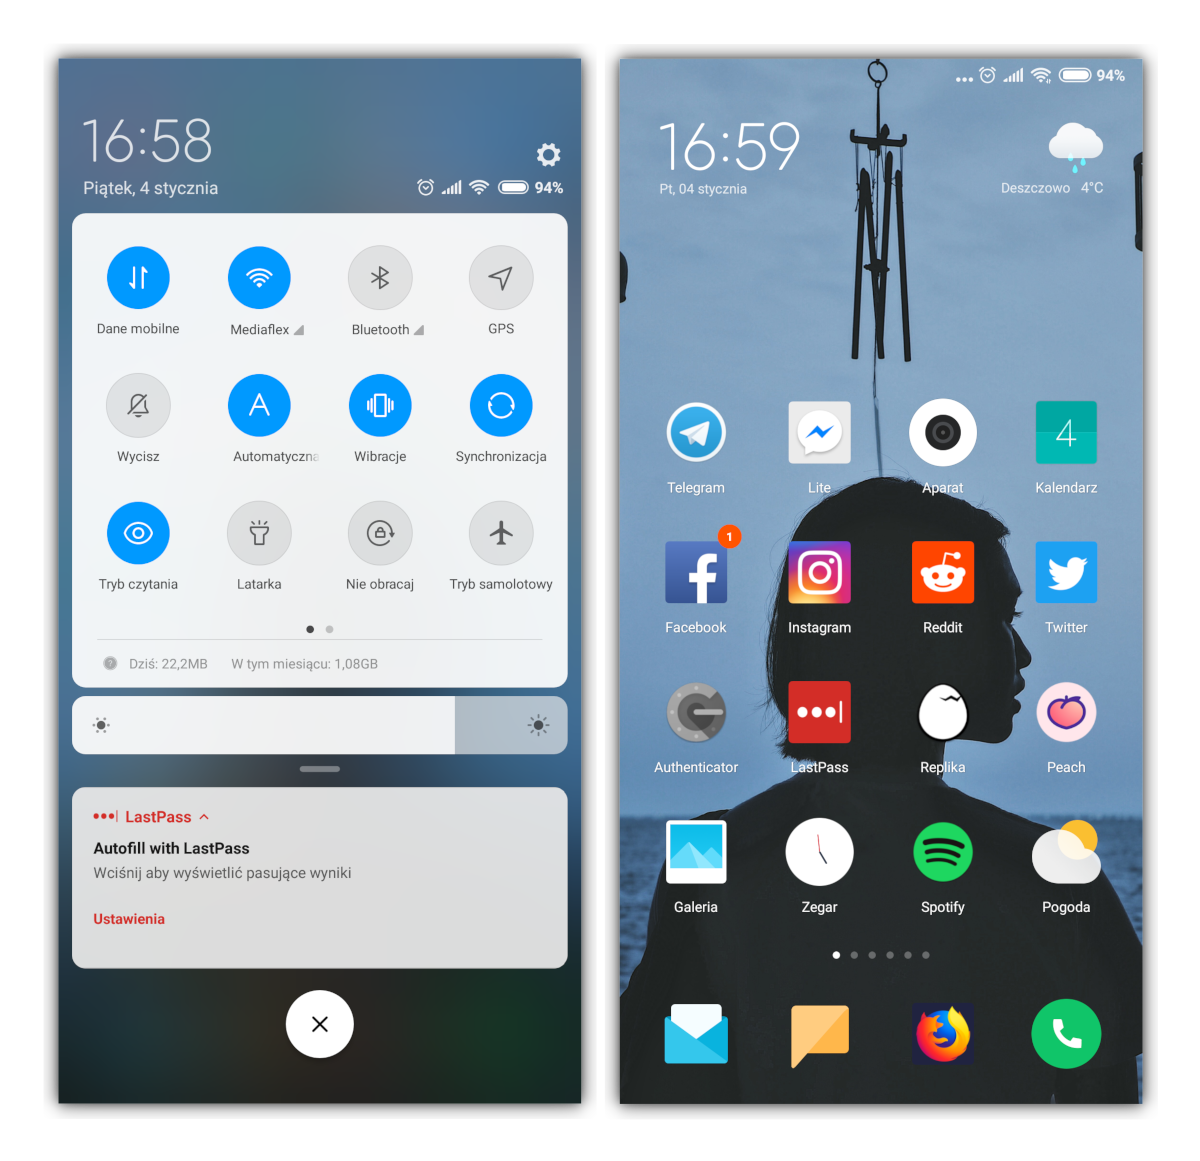 16:58
Piątek, 4 stycznia
94%
Dane mobilne
Mediaflex
Bluetooth
GPS
A
Wycisz
Automatyczna
Wibracje
Synchronizacja
Tryb czytania
Latarka
Nie obracaj
Tryb samolotowy
? Dziś: 22,2MB W tym miesiącu: 1,08GB
LastPass
Autofill with LastPass
Wciśnij aby wyświetlić pasujące wyniki
Ustawienia
94%
16:59
Pt, 04 stycznia
Deszczowo 4°C
4
Telegram
Lite
Aparat
Kalendarz
1
f
Facebook
Instagram
Reddit
Twitter
Authenticator
LastPass
Replika
Peach
Galeria
Zegar
Spotify
Pogoda